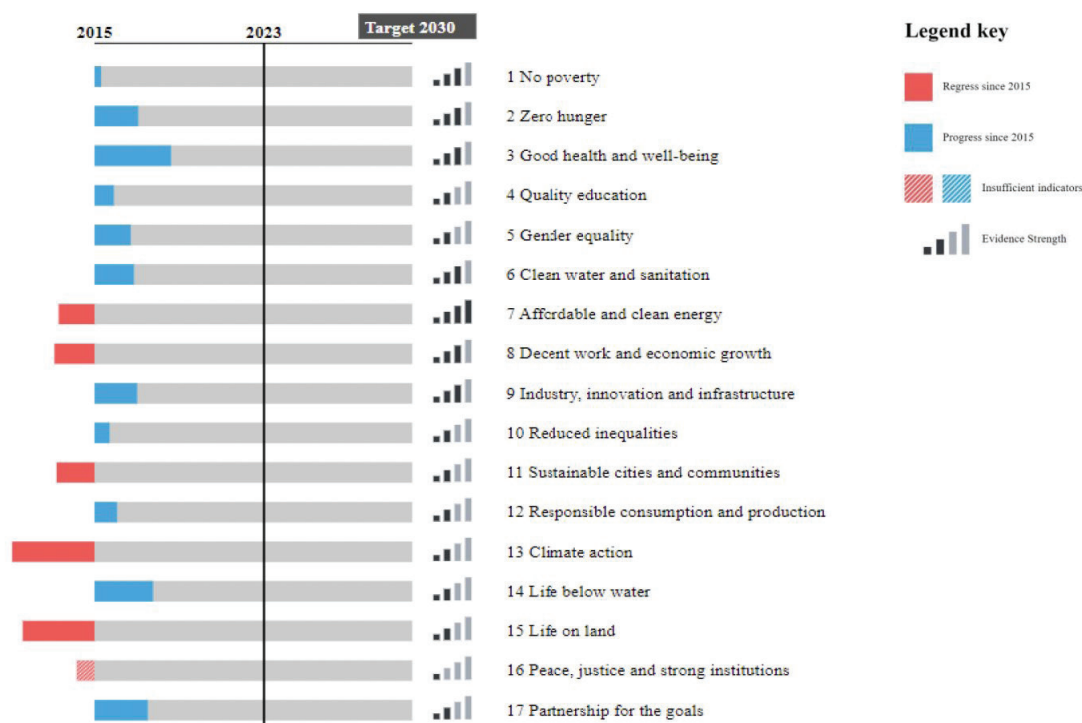 2015
2023
Target 2030
1 No poverty
2 Zero hunger
3 Good health and well-being
4 Quality education
5 Gender equality
6 Clean water and sanitation
7 Affordable and clean energy
8 Decent work and economic growth
9 Industry, innovation and infrastructure
10 Reduced inequalities
11 Sustainable cities and communities
12 Responsible consumption and production
13 Climate action
14 Life below water
15 Life on land
16 Peace, justice and strong institutions
17 Partnership for the goals
Legend key
Regress since 2015
Progress since 2015
Insufficient indicators
Evidence Strength